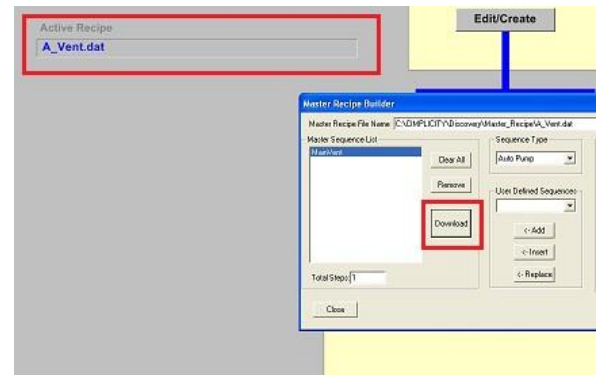 Active Recipe
A_Vent.dat
Edit/Create
Master Recipe Builder
Master Recipe File Name C:\CIMPLICITY\Discovery\Master_Recipe\A_Vent.dat
Master Sequence List
MainVent
Clear All
Remove
Download
Total Steps: 1
Close
Sequence Type
Auto Pump
User Defined Sequences
<- Add
<- Insert
<- Replace